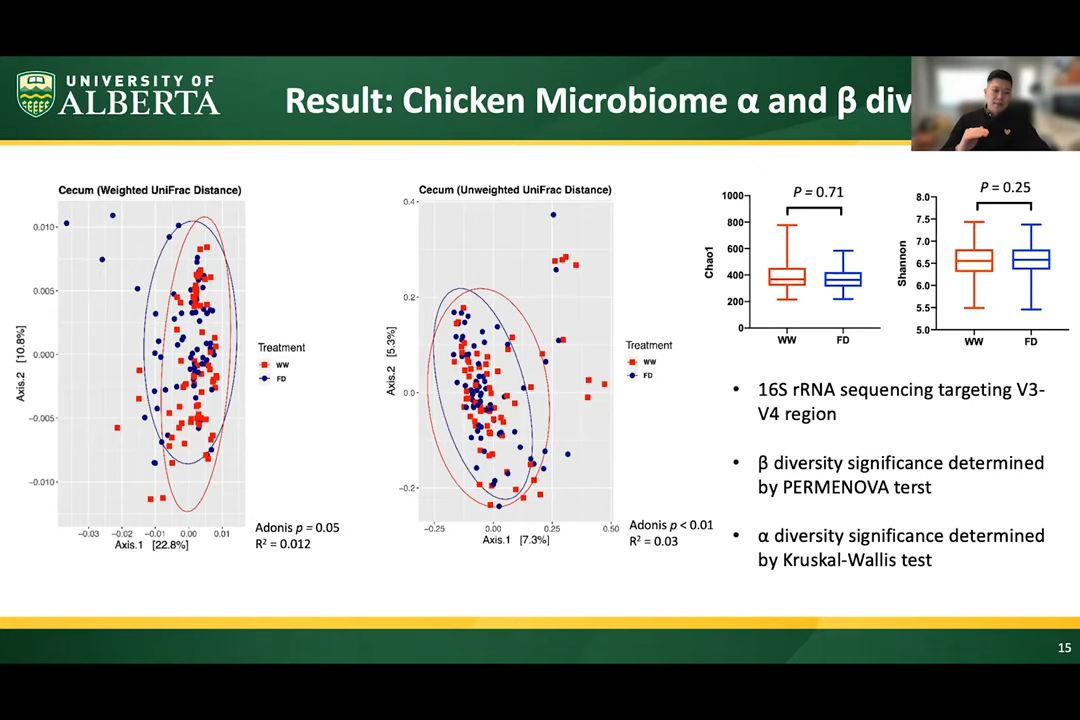 UNIVERSITY OF
ALBERTA
Result: Chicken Microbiome α and β div
Cecum (Weighted UniFrac Distance)
0.010
0.005
0.000
−0.005
−0.010
Axis.2 [10.8%]
−0.03 −0.02 −0.01 0.00 0.01
Axis.1 [22.8%]
Treatment
WW
FD
Adonis p = 0.05
R² = 0.012
Cecum (Unweighted UniFrac Distance)
0.4
0.2
0.0
−0.2
Axis.2 [5.3%]
−0.25 0.00 0.25 0.50
Axis.1 [7.3%]
Treatment
WW
FD
Adonis p < 0.01
R² = 0.03
P = 0.71
Chao1
1000
800
600
400
200
0
WW FD
P = 0.25
Shannon
8.0
7.5
7.0
6.5
6.0
5.5
5.0
WW FD
• 16S rRNA sequencing targeting V3-
V4 region
• β diversity significance determined
by PERMENOVA terst
• α diversity significance determined
by Kruskal-Wallis test
15